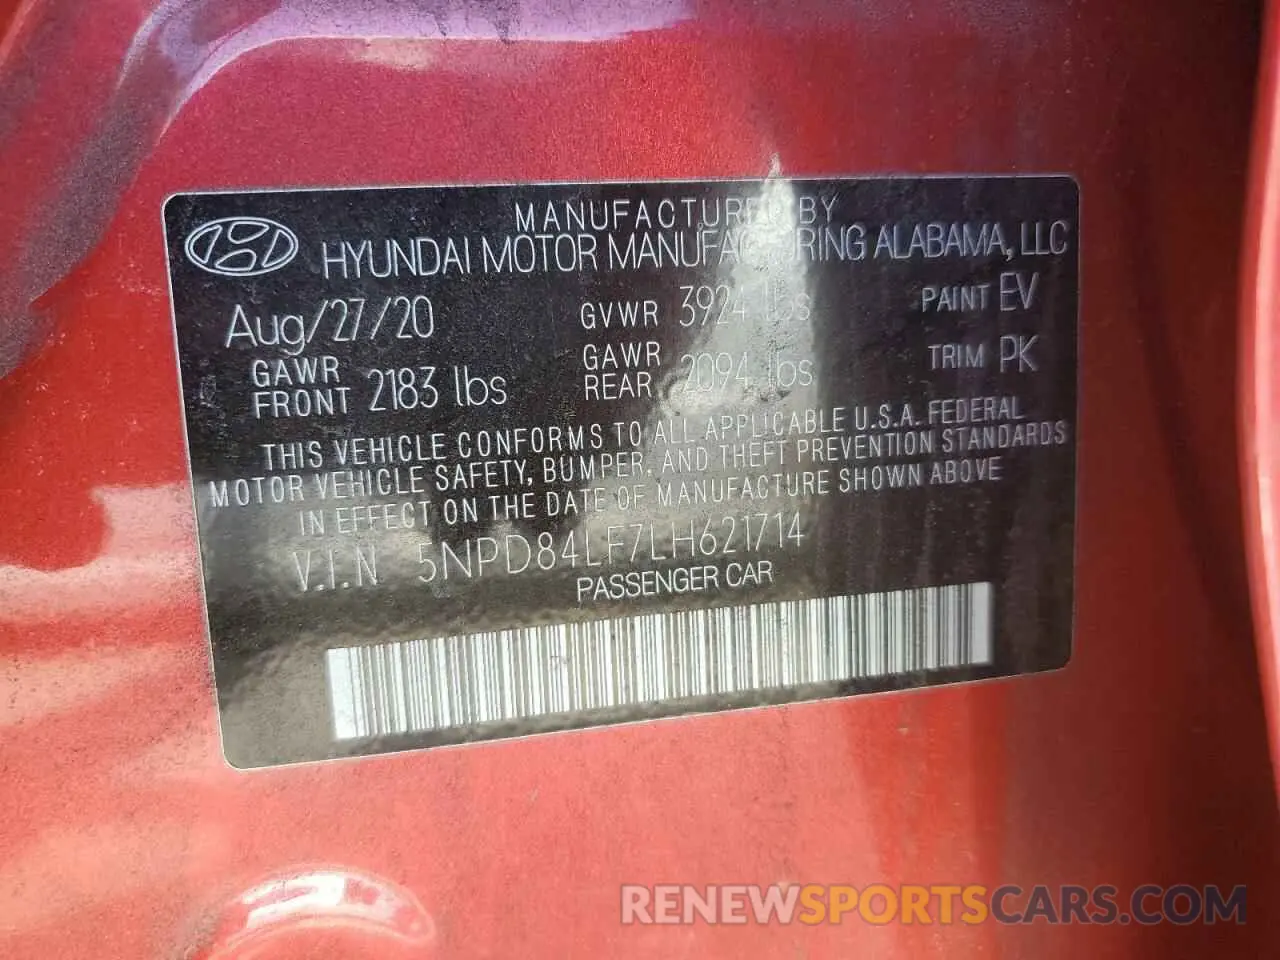 MANUFACTURED BY
HYUNDAI MOTOR MANUFACTURING ALABAMA, LLC
Aug/27/20 GVWR 3924 lbs PAINT EV
GAWR FRONT 2183 lbs GAWR REAR 2094 lbs TRIM PK
THIS VEHICLE CONFORMS TO ALL APPLICABLE U.S.A. FEDERAL
MOTOR VEHICLE SAFETY, BUMPER, AND THEFT PREVENTION STANDARDS
IN EFFECT ON THE DATE OF MANUFACTURE SHOWN ABOVE
V.I.N 5NPD84LF7LH621714
PASSENGER CAR
RENEWSPORTSCARS.COM